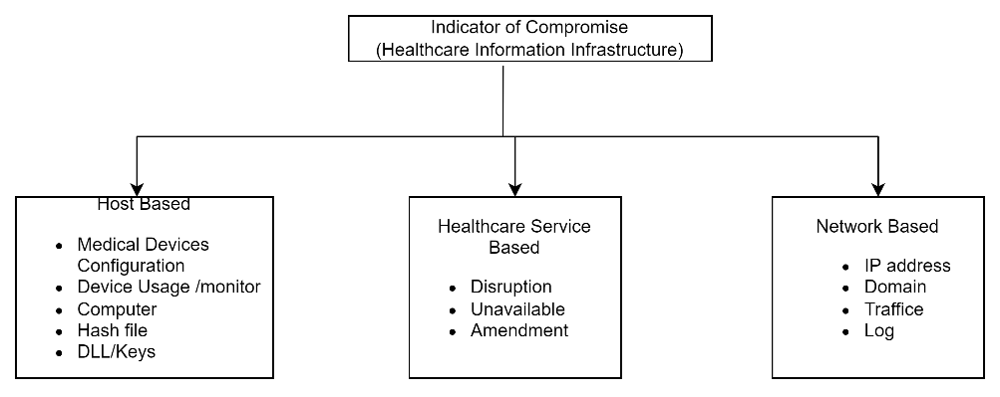 Indicator of Compromise
(Healthcare Information Infrastructure)
Host Based
• Medical Devices
Configuration
• Device Usage /monitor
• Computer
• Hash file
• DLL/Keys
Healthcare Service
Based
• Disruption
• Unavailable
• Amendment
Network Based
• IP address
• Domain
• Traffice
• Log